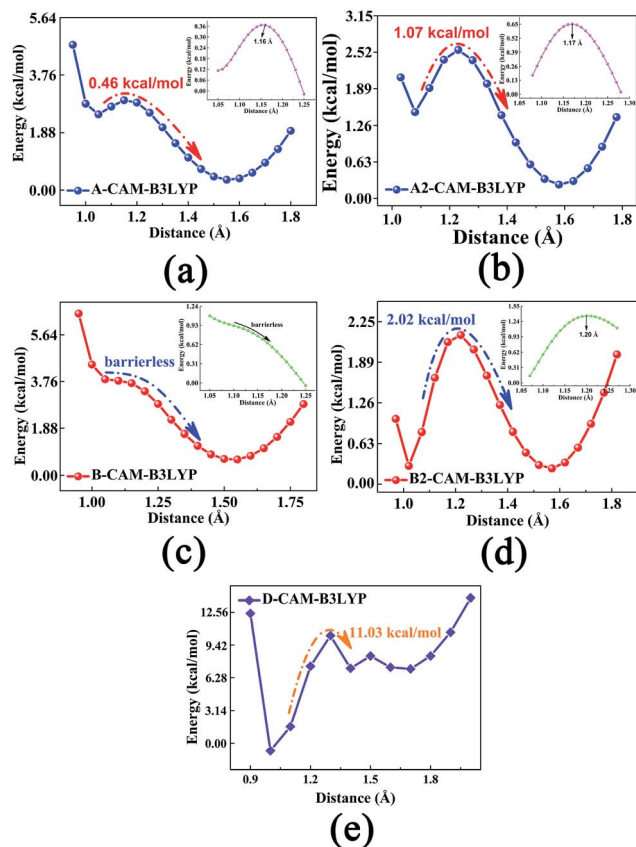 5.64
3.76
1.88
0.00
Energy (kcal/mol)
0.46 kcal/mol
A-CAM-B3LYP
1.0 1.2 1.4 1.6 1.8
Distance (Å)
0.36
0.30
0.24
0.18
0.12
0.06
0.00
Energy (kcal/mol)
1.16 Å
1.05 1.10 1.15 1.20 1.25
Distance (Å)
(a)
3.15
2.52
1.89
1.26
0.63
0.00
Energy (kcal/mol)
1.07 kcal/mol
A2-CAM-B3LYP
1.0 1.2 1.4 1.6 1.8
Distance (Å)
0.65
0.52
0.39
0.26
0.13
0.00
Energy (kcal/mol)
1.17 Å
1.08 1.12 1.16 1.20 1.24 1.28
Distance (Å)
(b)
5.64
3.76
1.88
0.00
Energy (kcal/mol)
barrierless
B-CAM-B3LYP
1.00 1.25 1.50 1.75
Distance (Å)
1.24
0.93
0.62
0.31
0.00
Energy (kcal/mol)
barrierless
1.05 1.10 1.15 1.20 1.25
Distance (Å)
(c)
2.25
1.89
1.26
0.63
0.00
Energy (kcal/mol)
2.02 kcal/mol
B2-CAM-B3LYP
1.0 1.2 1.4 1.6 1.8
Distance (Å)
1.55
1.24
0.93
0.62
0.31
0.00
Energy (kcal/mol)
1.20 Å
1.10 1.15 1.20 1.25 1.30
Distance (Å)
(d)
12.56
9.42
6.28
3.14
0.00
Energy (kcal/mol)
D-CAM-B3LYP
11.03 kcal/mol
0.9 1.2 1.5 1.8
Distance (Å)
(e)